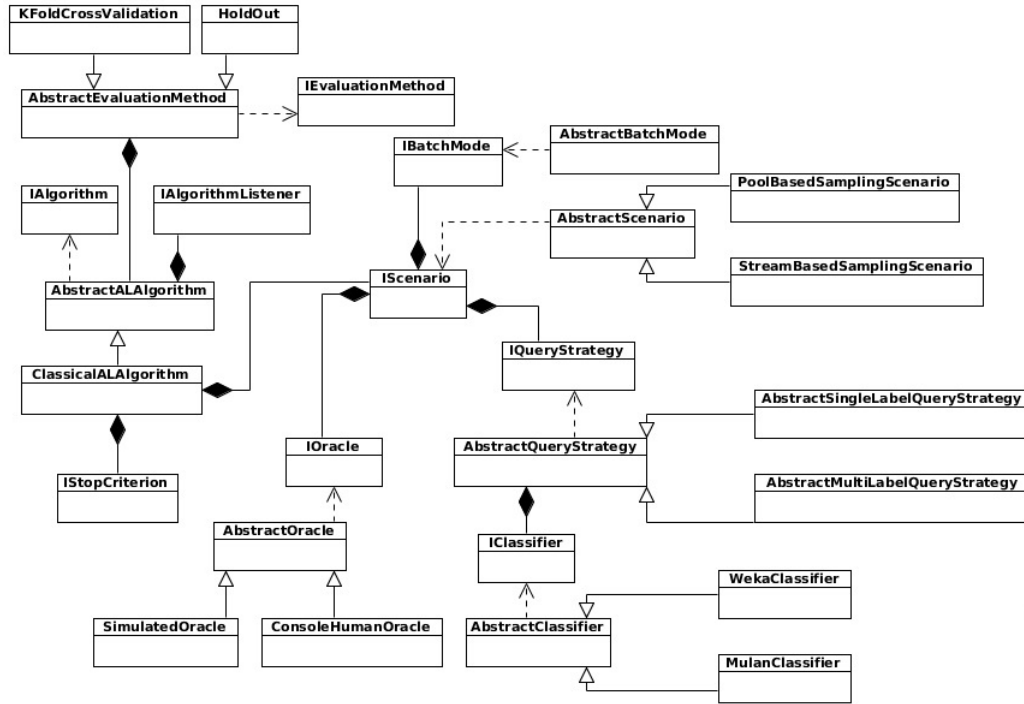 KFoldCrossValidation
HoldOut
AbstractEvaluationMethod
IEvaluationMethod
IBatchMode
AbstractBatchMode
IAlgorithm
IAlgorithmListener
PoolBasedSamplingScenario
AbstractScenario
StreamBasedSamplingScenario
IScenario
AbstractALAlgorithm
IQueryStrategy
ClassicalALAlgorithm
AbstractSingleLabelQueryStrategy
IOracle
AbstractQueryStrategy
IStopCriterion
AbstractMultiLabelQueryStrategy
AbstractOracle
IClassifier
WekaClassifier
SimulatedOracle
ConsoleHumanOracle
AbstractClassifier
MulanClassifier